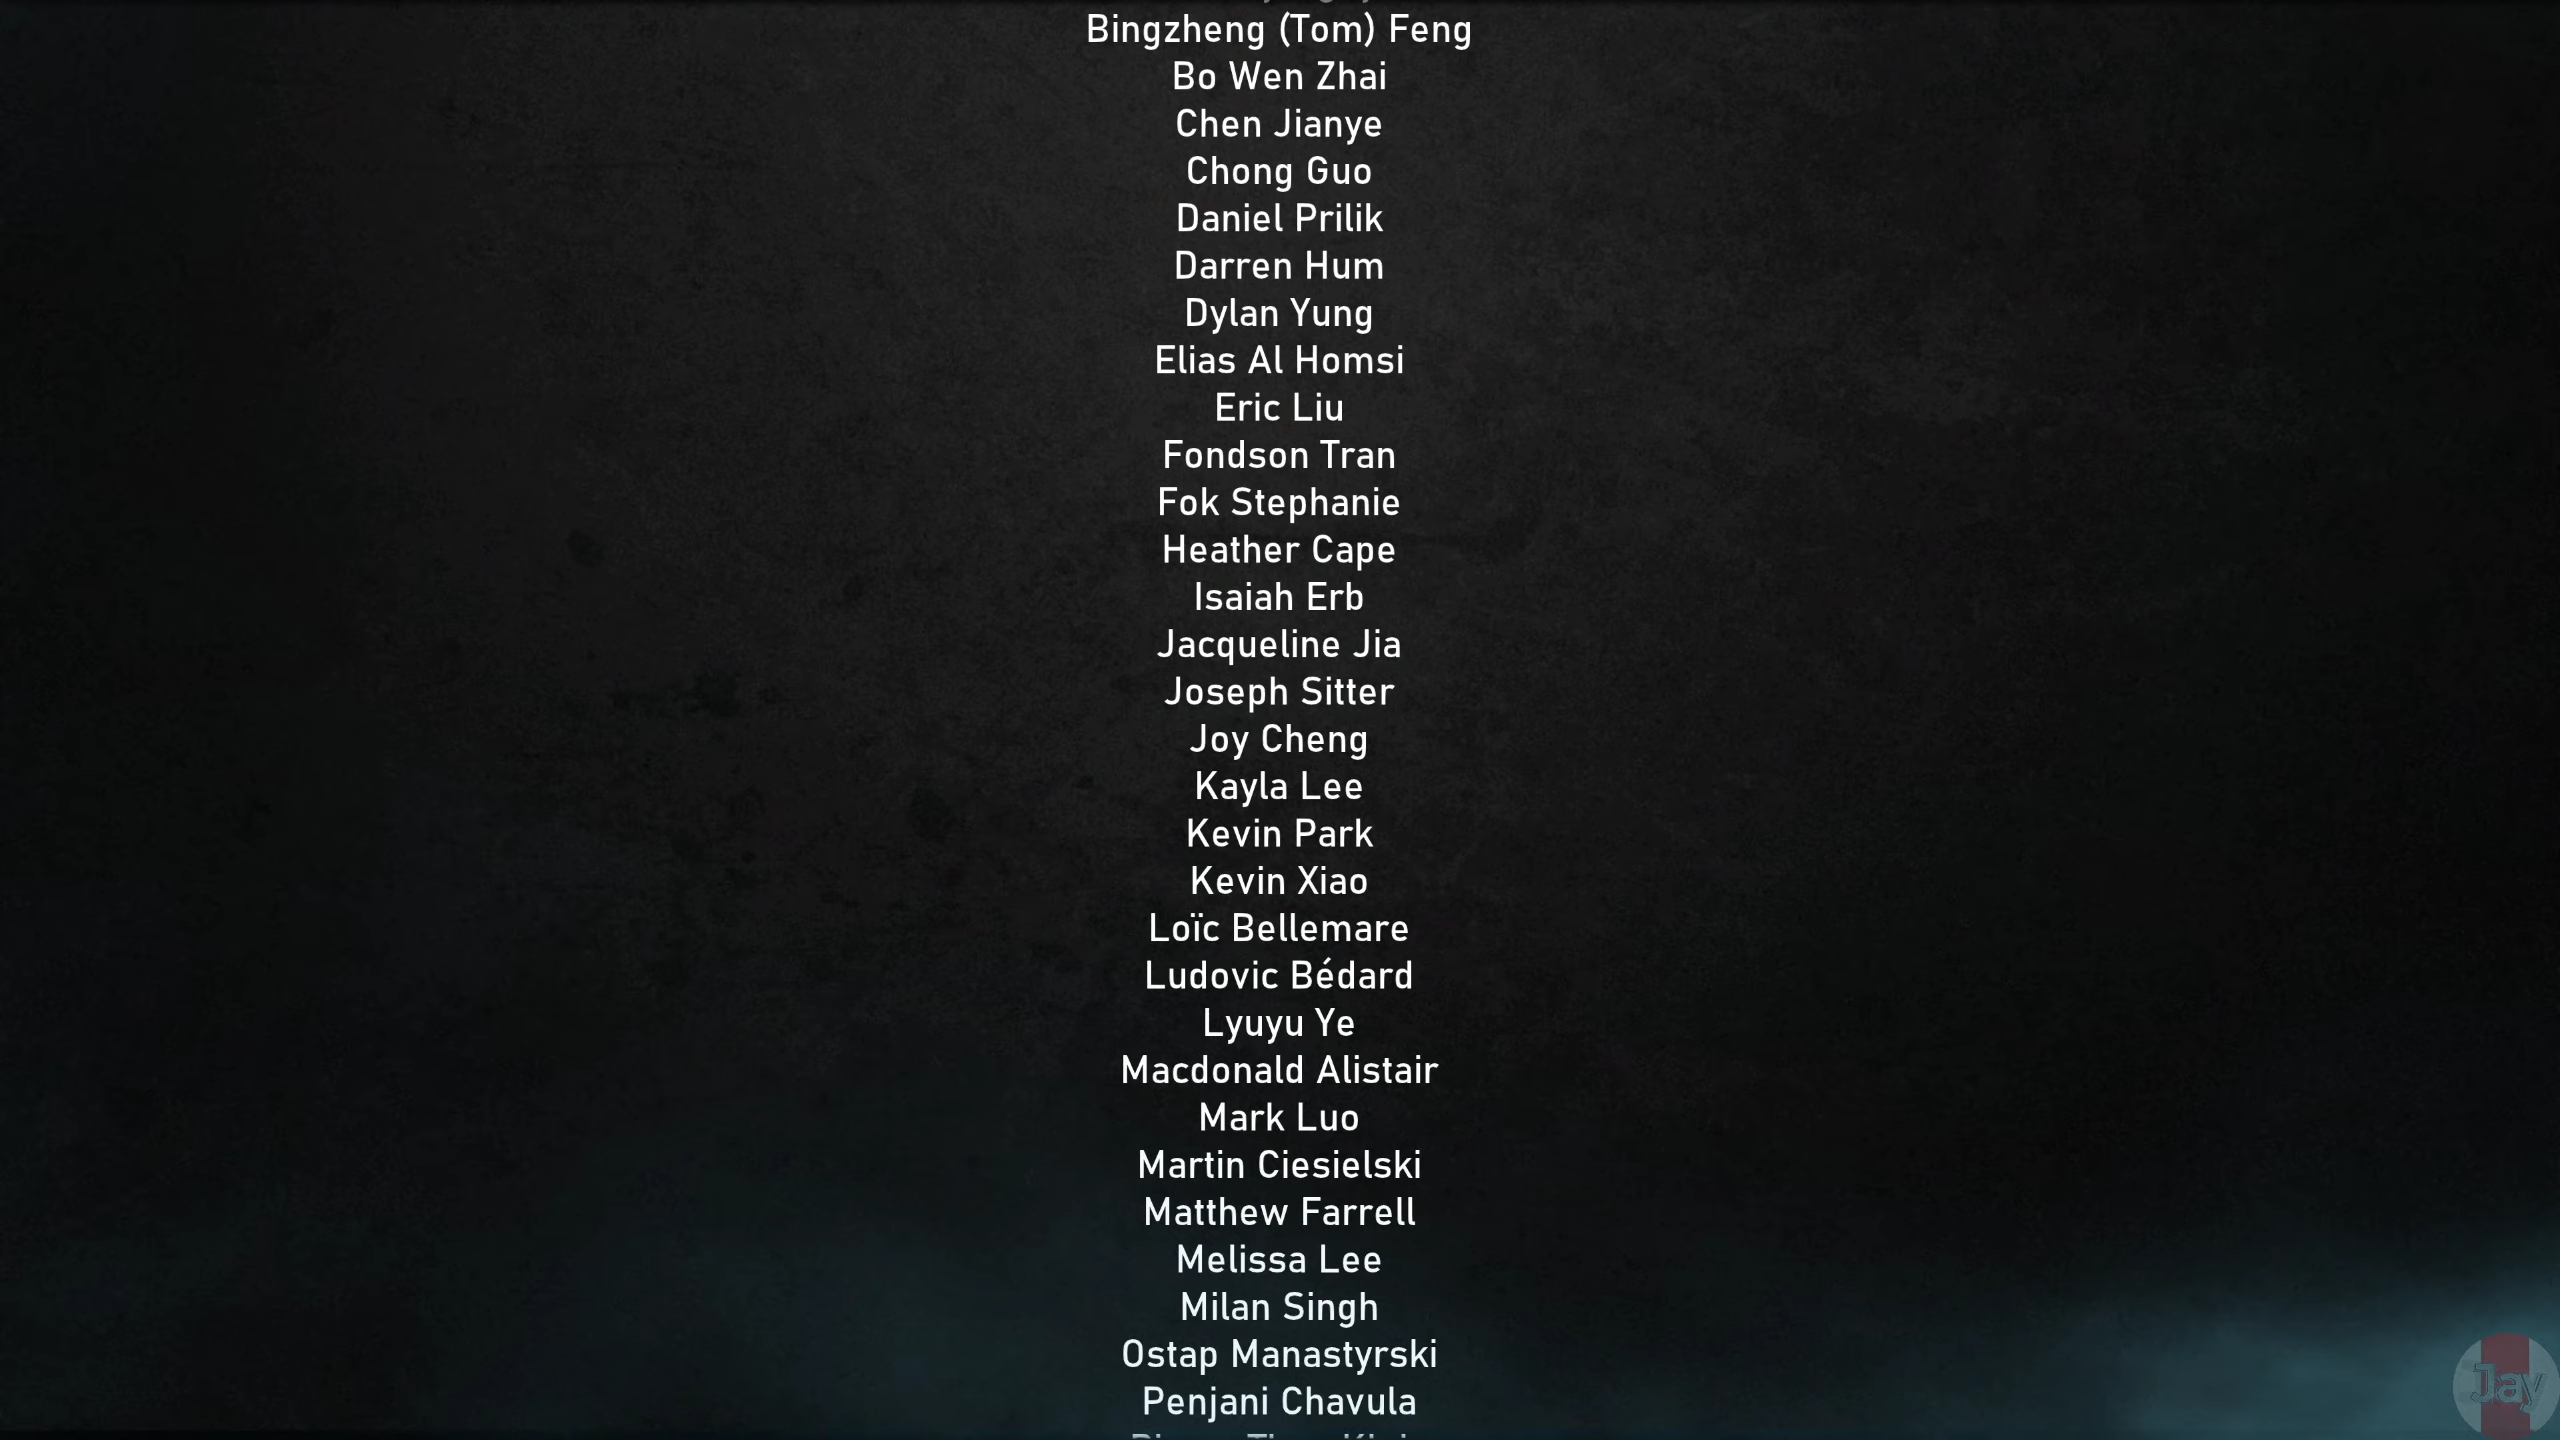 Bingzheng (Tom) Feng
Bo Wen Zhai
Chen Jianye
Chong Guo
Daniel Prilik
Darren Hum
Dylan Yung
Elias Al Homsi
Eric Liu
Fondson Tran
Fok Stephanie
Heather Cape
Isaiah Erb
Jacqueline Jia
Joseph Sitter
Joy Cheng
Kayla Lee
Kevin Park
Kevin Xiao
Loïc Bellemare
Ludovic Bédard
Lyuyu Ye
Macdonald Alistair
Mark Luo
Martin Ciesielski
Matthew Farrell
Melissa Lee
Milan Singh
Ostap Manastyrski
Penjani Chavula
Jay